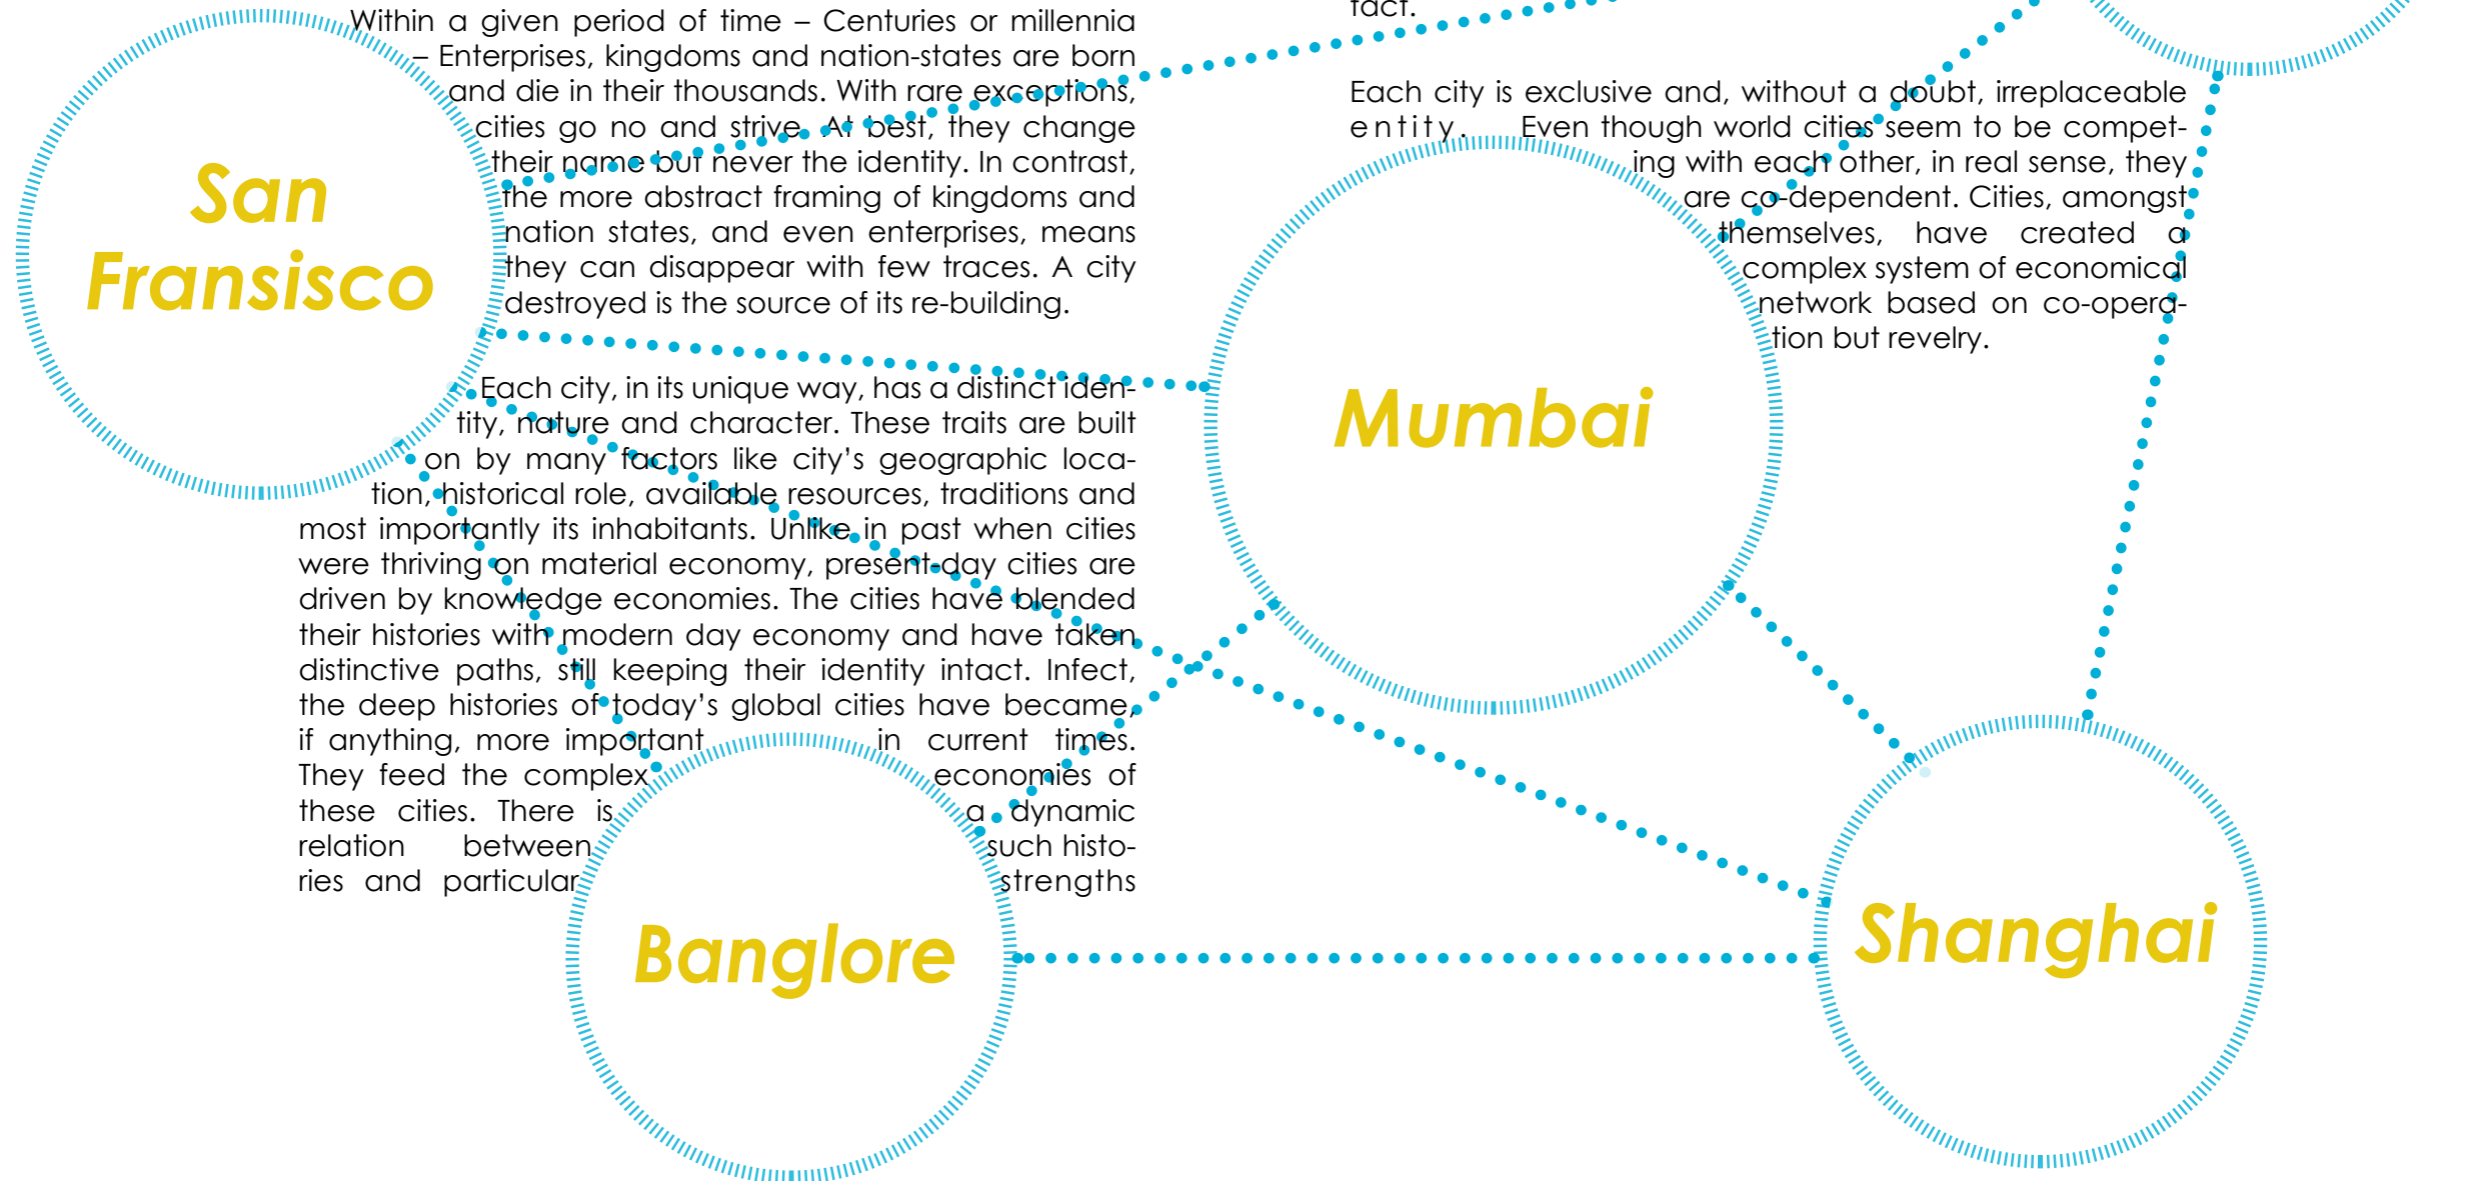 Within a given period of time – Centuries or millennia
– Enterprises, kingdoms and nation-states are born
and die in their thousands. With rare exceptions,
cities go no and strive. At best, they change
their name but never the identity. In contrast,
the more abstract framing of kingdoms and
nation states, and even enterprises, means
they can disappear with few traces. A city
destroyed is the source of its re-building.
San
Fransisco
Each city, in its unique way, has a distinct iden-
tity, nature and character. These traits are built
on by many factors like city’s geographic loca-
tion, historical role, available resources, traditions and
most importantly its inhabitants. Unlike in past when cities
were thriving on material economy, present-day cities are
driven by knowledge economies. The cities have blended
their histories with modern day economy and have taken
distinctive paths, still keeping their identity intact. Infect,
the deep histories of today’s global cities have became,
if anything, more important in current times.
They feed the complex economies of
these cities. There is a dynamic
relation between such histo-
ries and particular strengths
Banglore
fact.
Each city is exclusive and, without a doubt, irreplaceable
entity. Even though world cities seem to be compet-
ing with each other, in real sense, they
are co-dependent. Cities, amongst
themselves, have created a
complex system of economical
network based on co-opera-
tion but revelry.
Mumbai
Shanghai